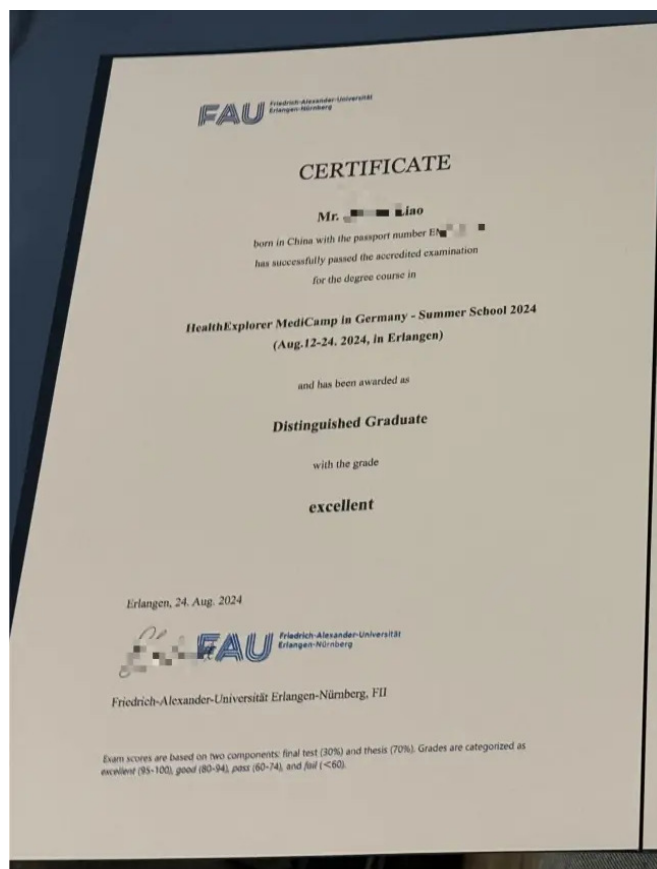 FAU Friedrich-Alexander-Universität
Erlangen-Nürnberg
CERTIFICATE
Mr. Liao
born in China with the passport number
has successfully passed the accredited examination
for the degree course in
HealthExplorer MediCamp in Germany - Summer School 2024
(Aug.12-24, 2024, in Erlangen)
and has been awarded as
Distinguished Graduate
with the grade
excellent
Erlangen, 24. Aug. 2024
FAU Friedrich-Alexander-Universität
Erlangen-Nürnberg
Friedrich-Alexander-Universität Erlangen-Nürnberg, FII
Exam scores are based on two components: final test (30%) and thesis (70%). Grades are categorized as
excellent (95-100), good (80-94), pass (60-74), and fail (<60).